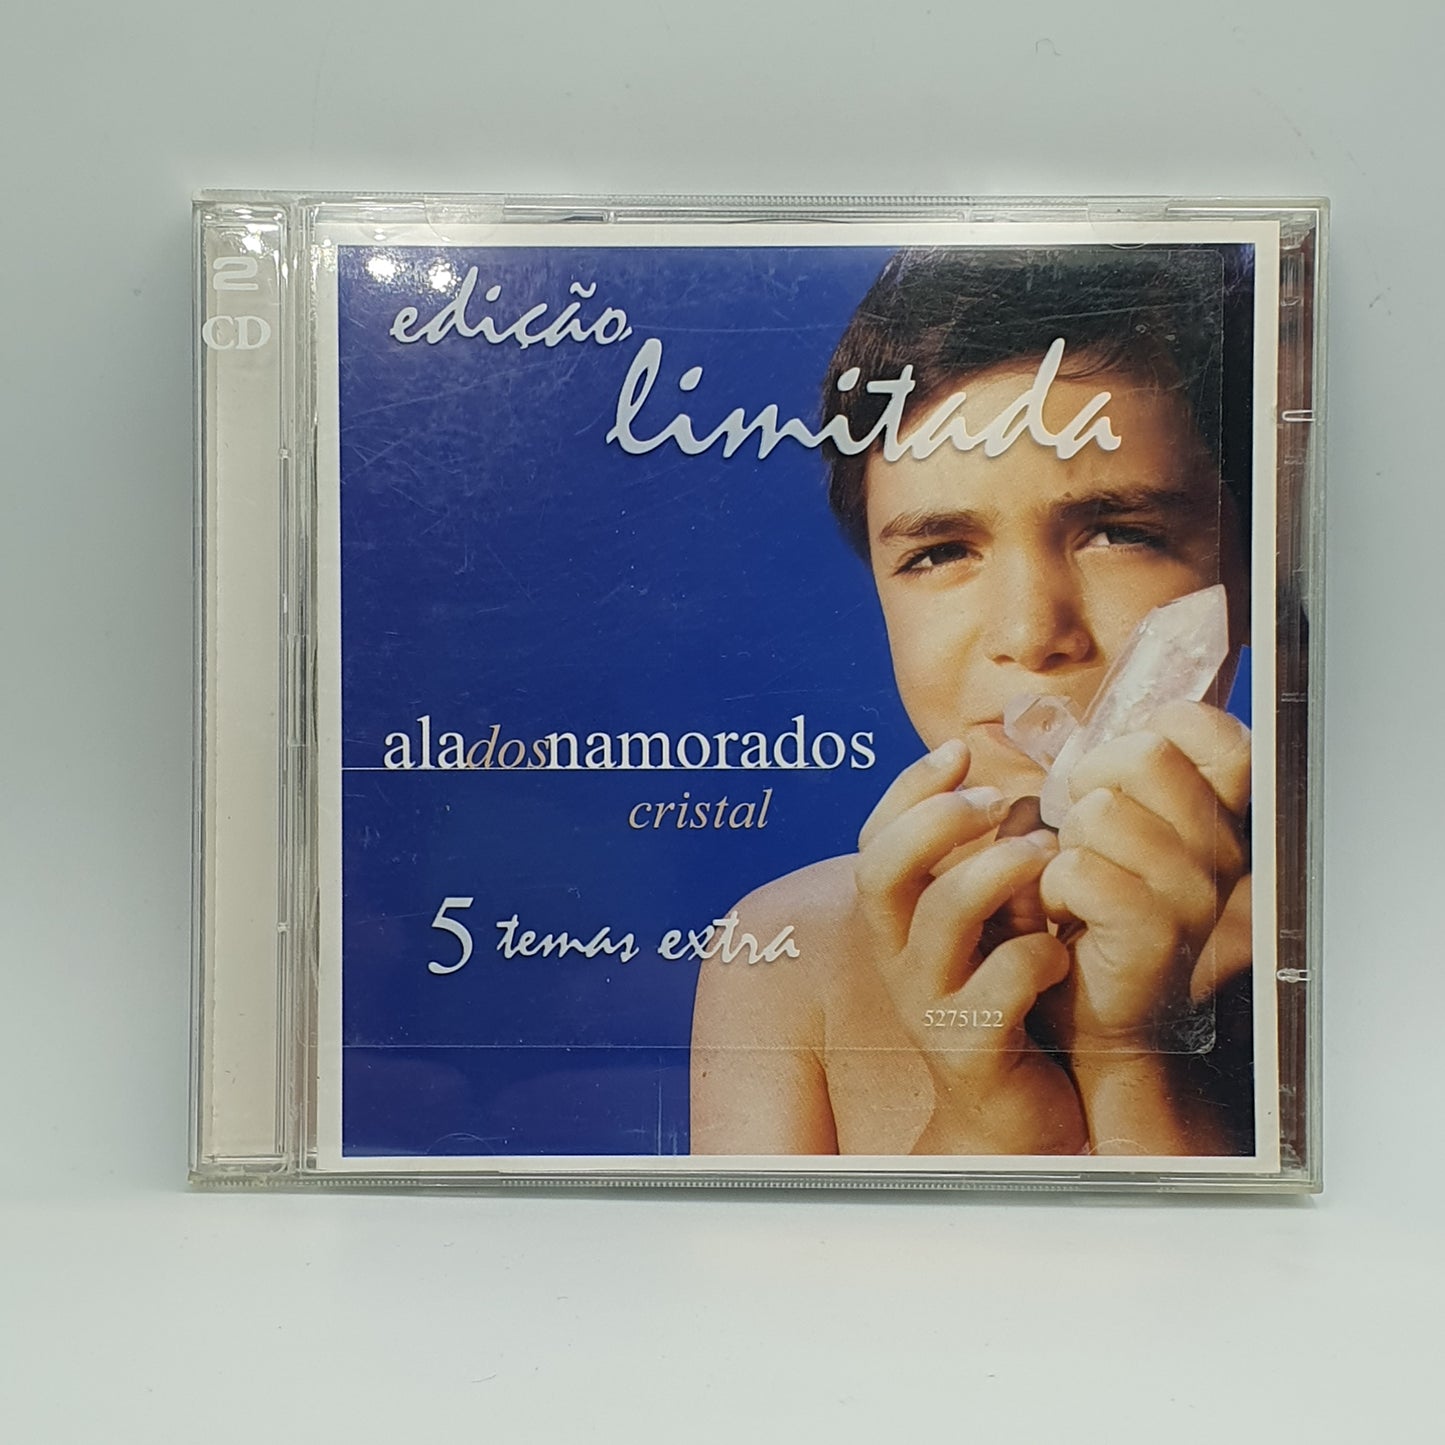 2
CD
edição
limitada
aladosnamorados
cristal
5 temas extra
5275122